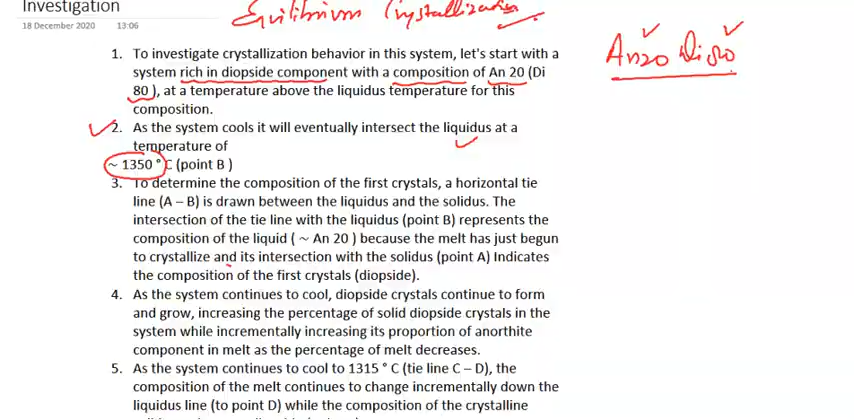 Investigation
18 December 2020 13:06
Equilibrium Crystallization
An20 Di80
1. To investigate crystallization behavior in this system, let's start with a
system rich in diopside component with a composition of An 20 (Di
80 ), at a temperature above the liquidus temperature for this
composition.
2. As the system cools it will eventually intersect the liquidus at a
temperature of
~ 1350 ° C (point B )
3. To determine the composition of the first crystals, a horizontal tie
line (A – B) is drawn between the liquidus and the solidus. The
intersection of the tie line with the liquidus (point B) represents the
composition of the liquid ( ~ An 20 ) because the melt has just begun
to crystallize and its intersection with the solidus (point A) Indicates
the composition of the first crystals (diopside).
4. As the system continues to cool, diopside crystals continue to form
and grow, increasing the percentage of solid diopside crystals in the
system while incrementally increasing its proportion of anorthite
component in melt as the percentage of melt decreases.
5. As the system continues to cool to 1315 ° C (tie line C – D), the
composition of the melt continues to change incrementally down the
liquidus line (to point D) while the composition of the crystalline